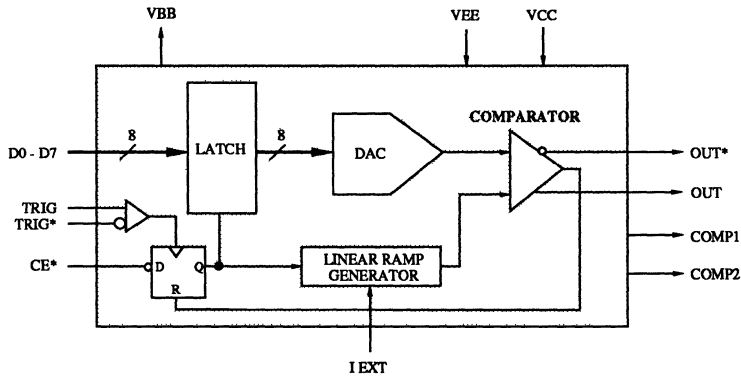 VBB
VEE
VCC
COMPARATOR
8
8
D0 - D7
LATCH
DAC
OUT*
OUT
TRIG
TRIG*
COMP1
CE*
D
Q
R
LINEAR RAMP
GENERATOR
COMP2
I EXT